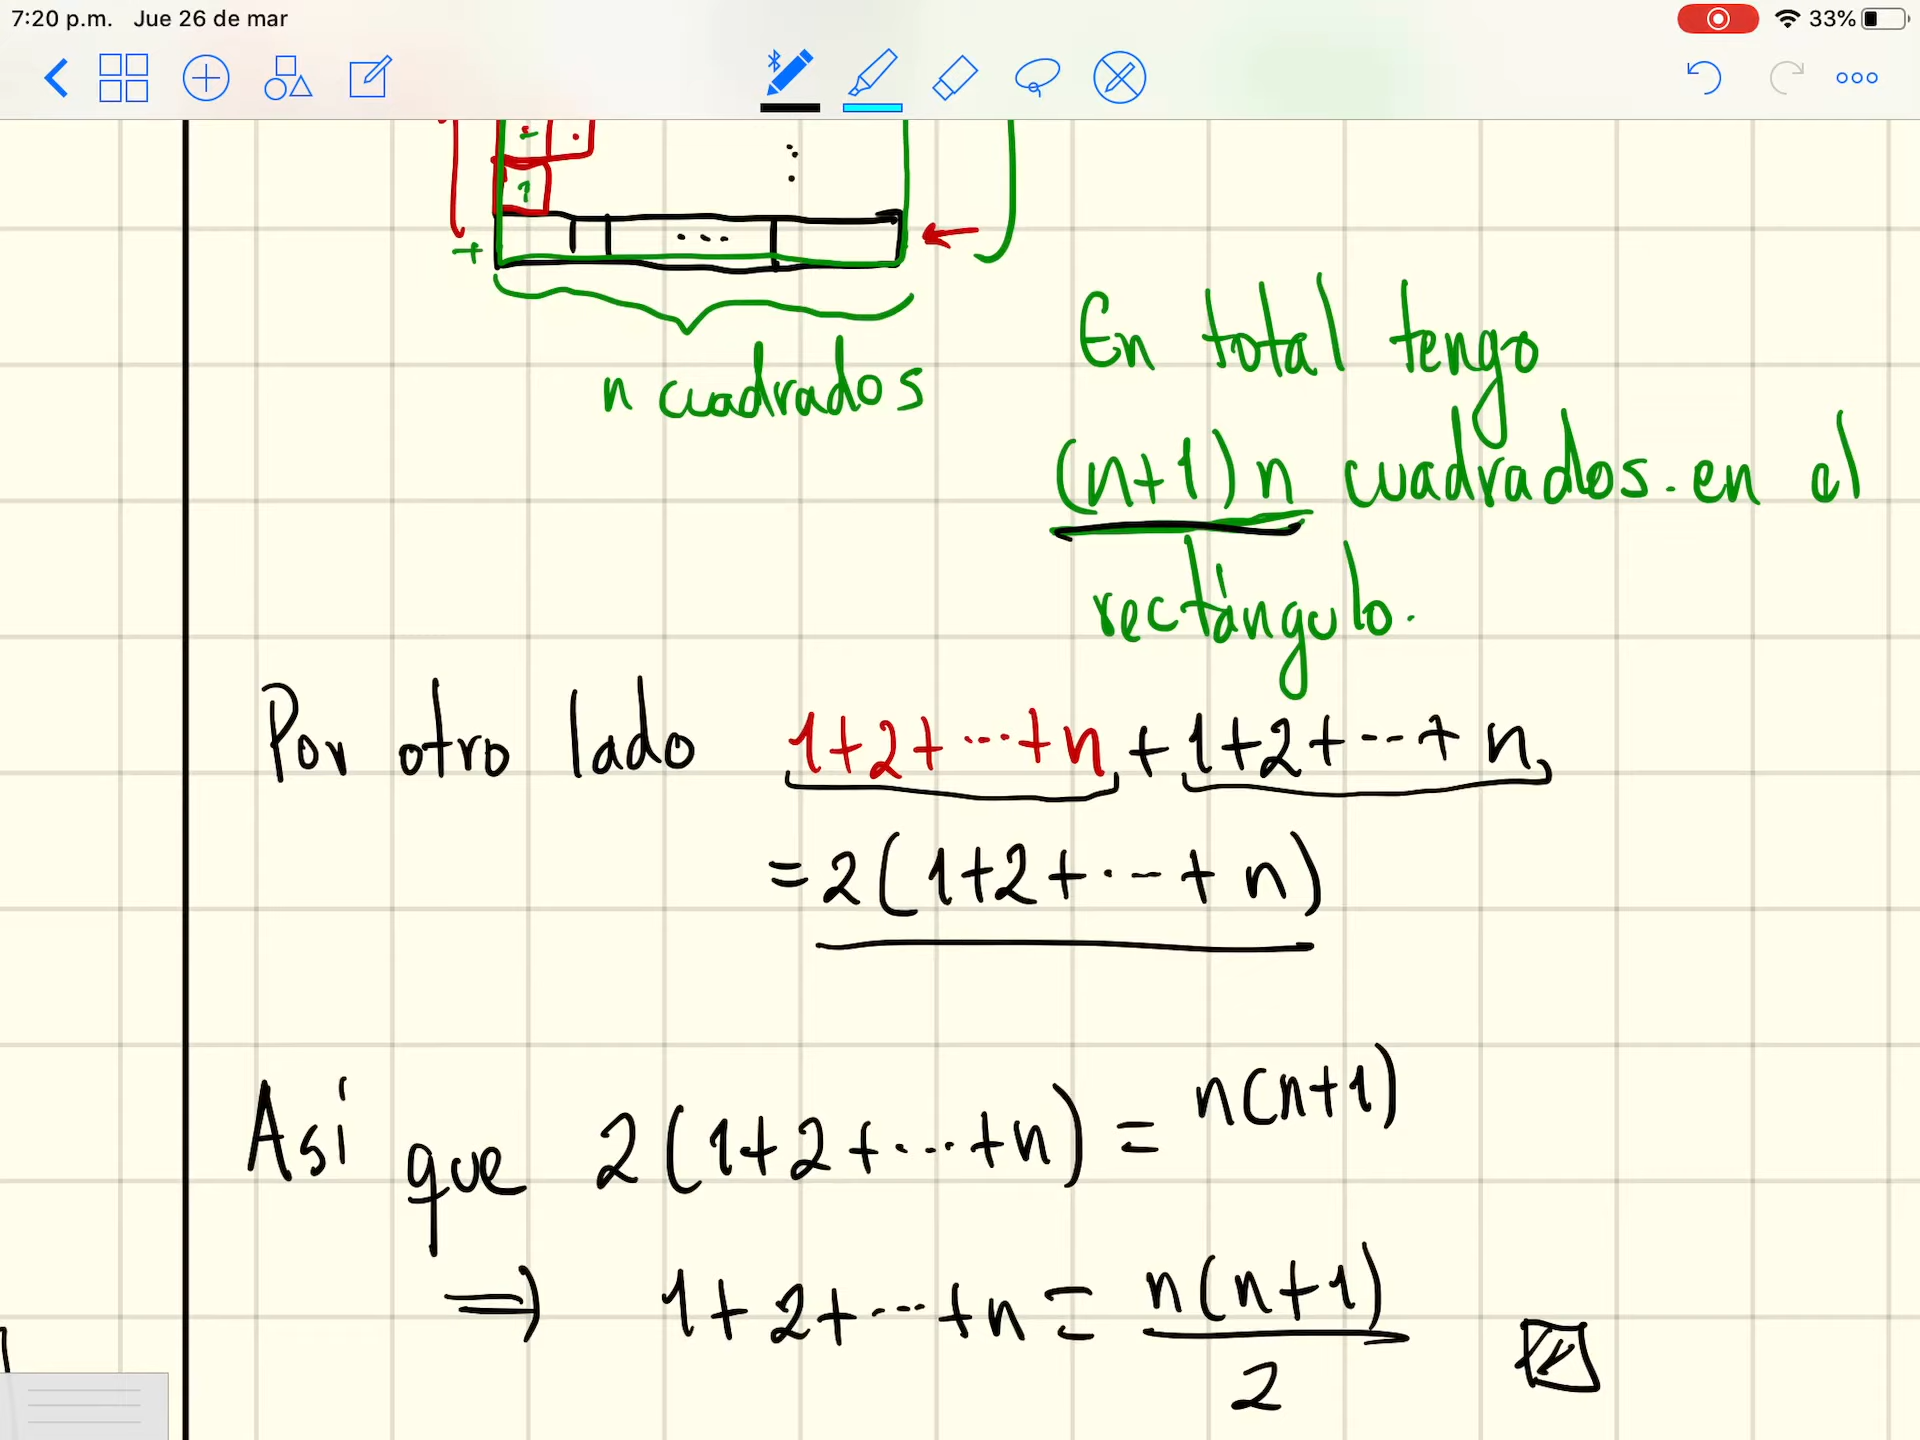 7:20 p.m. Jue 26 de mar 33%
1
+
n cuadrados
En total tengo
(n+1)n cuadrados. en el
rectángulo.
Por otro lado 1+2+...+n + 1+2+...+n
=2(1+2+...+n)
Así que 2(1+2+...+n) = n(n+1)
⇒ 1+2+...+n = n(n+1)
2